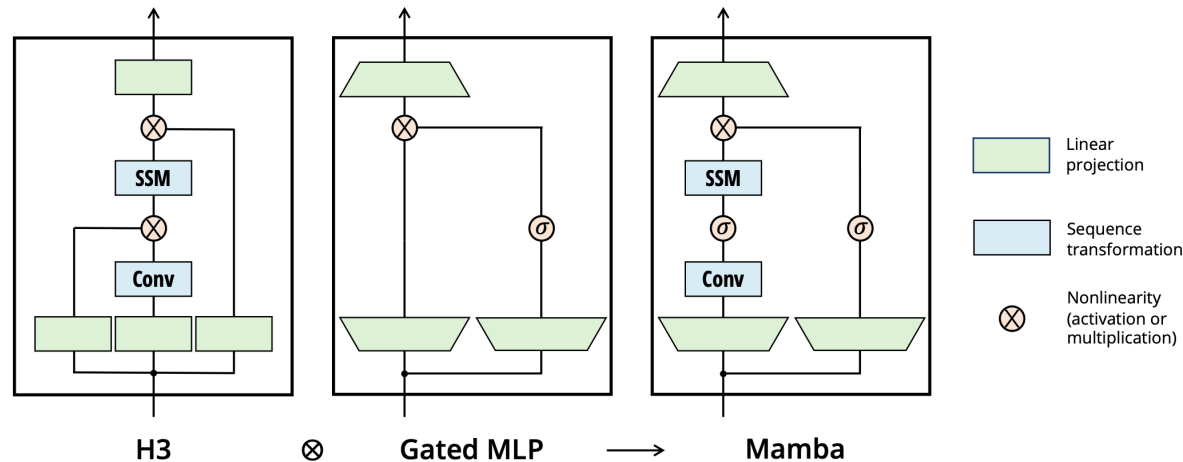 SSM
Conv
σ
SSM
σ
σ
Conv
Linear
projection
Sequence
transformation
Nonlinearity
(activation or
multiplication)
H3 ⊗ Gated MLP → Mamba